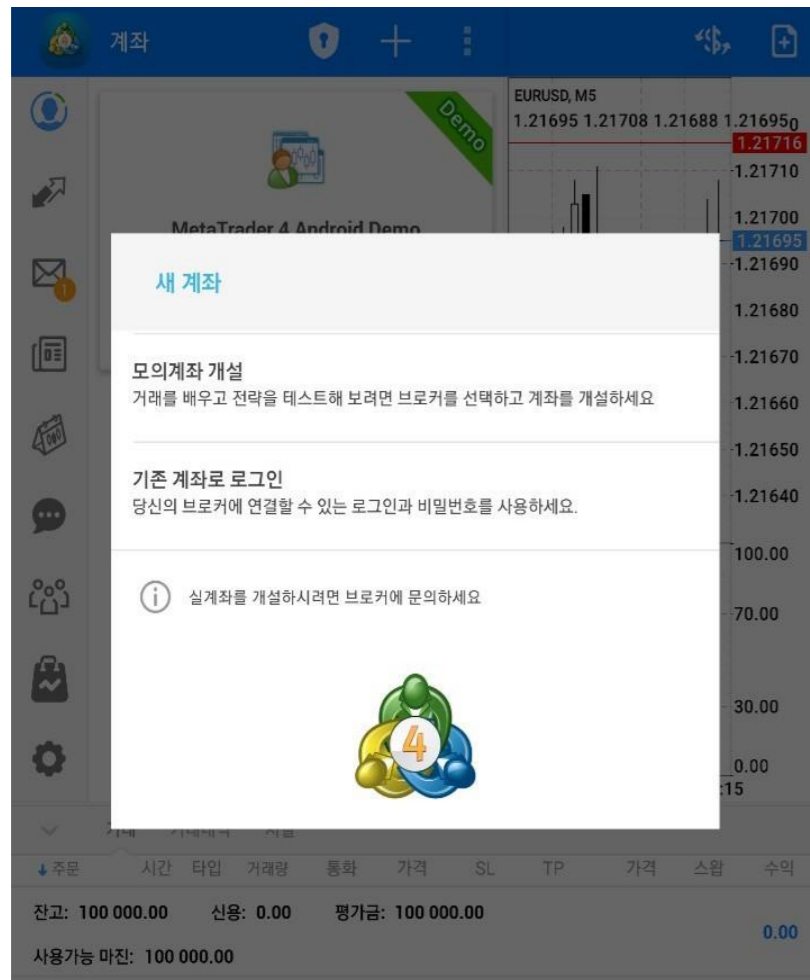 계좌
EURUSD, M5
1.21695 1.21708 1.21688 1.216950
1.21716
1.21710
1.21700
1.21695
1.21690
1.21680
1.21670
1.21660
1.21650
1.21640
100.00
70.00
30.00
0.00
:15
Demo
MetaTrader 4 Android Demo
1
새 계좌
모의계좌 개설
거래를 배우고 전략을 테스트해 보려면 브로커를 선택하고 계좌를 개설하세요
기존 계좌로 로그인
당신의 브로커에 연결할 수 있는 로그인과 비밀번호를 사용하세요.
실계좌를 개설하시려면 브로커에 문의하세요
4
주문 시간 타입 거래량 통화 가격 SL TP 가격 스왑 수익
잔고: 100 000.00 신용: 0.00 평가금: 100 000.00
0.00
사용가능 마진: 100 000.00